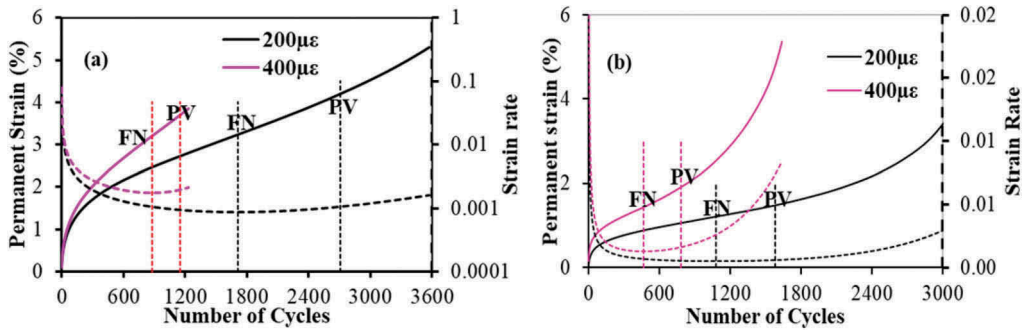 (a)
200με
400με
Permanent Strain (%)
6
5
4
3
2
1
0
FN
PV
FN
PV
1
0.1
0.01
0.001
0.0001
Strain rate
0
600
1200
1800
2400
3000
3600
Number of Cycles
(b)
200με
400με
Permanent strain (%)
6
4
2
0
FN
PV
FN
PV
0.02
0.02
0.01
0.01
0.00
0.00
Strain Rate
0
600
1200
1800
2400
3000
Number of Cycles